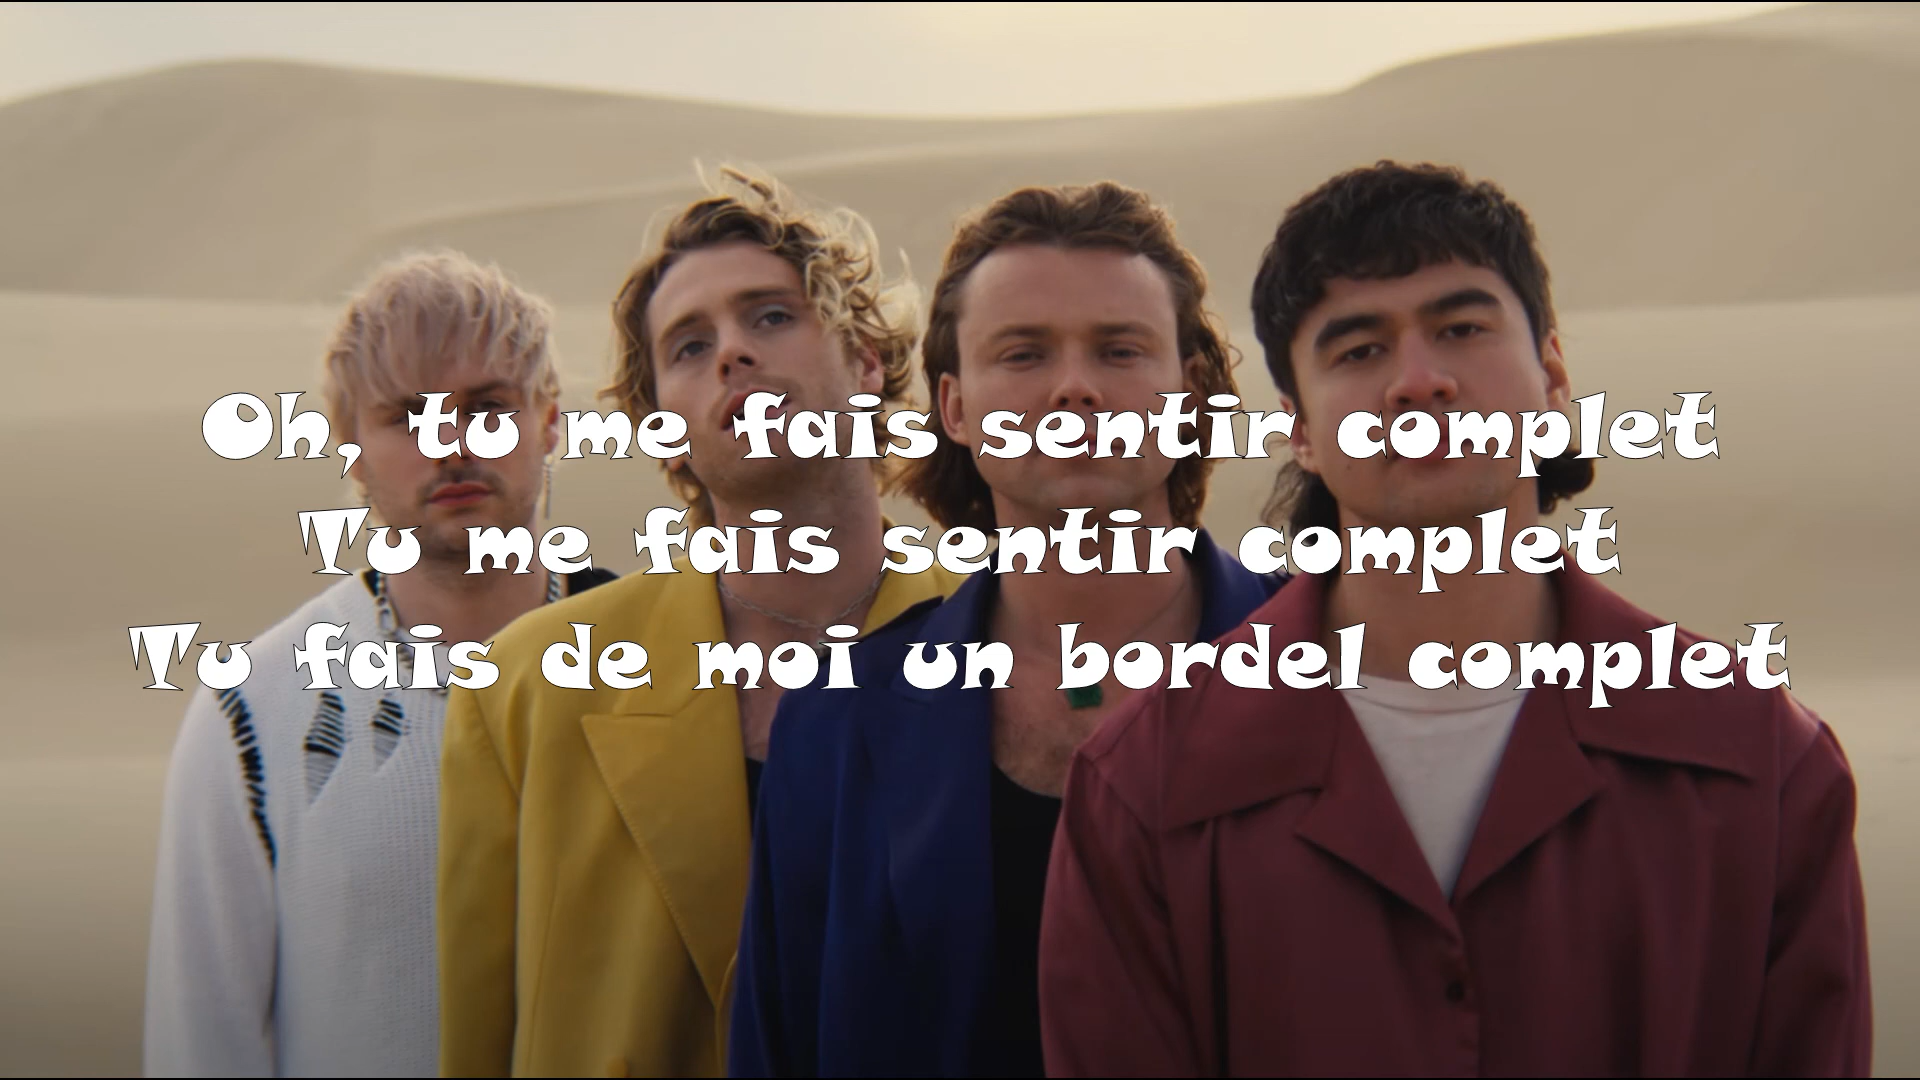 Oh, tu me fais sentir complet
Tu me fais sentir complet
Tu fais de moi un bordel complet